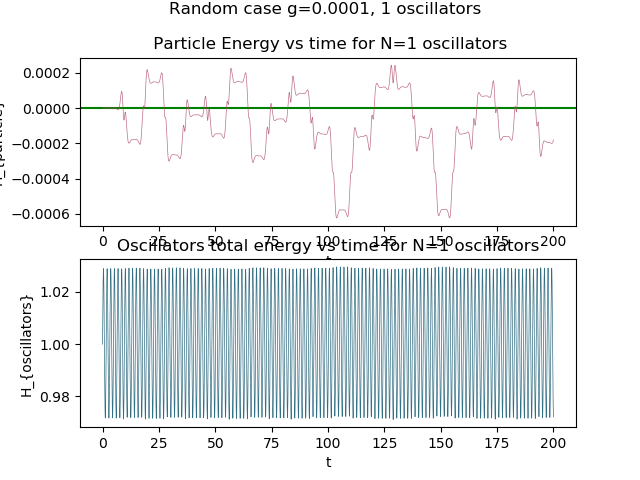 Random case g=0.0001, 1 oscillators
Particle Energy vs time for N=1 oscillators
0.0002
0.0000
−0.0002
−0.0004
−0.0006
0 25 50 75 100 125 150 175 200
Oscillators total energy vs time for N=1 oscillators
H_{oscillators}
1.02
1.00
0.98
0 25 50 75 100 125 150 175 200
t